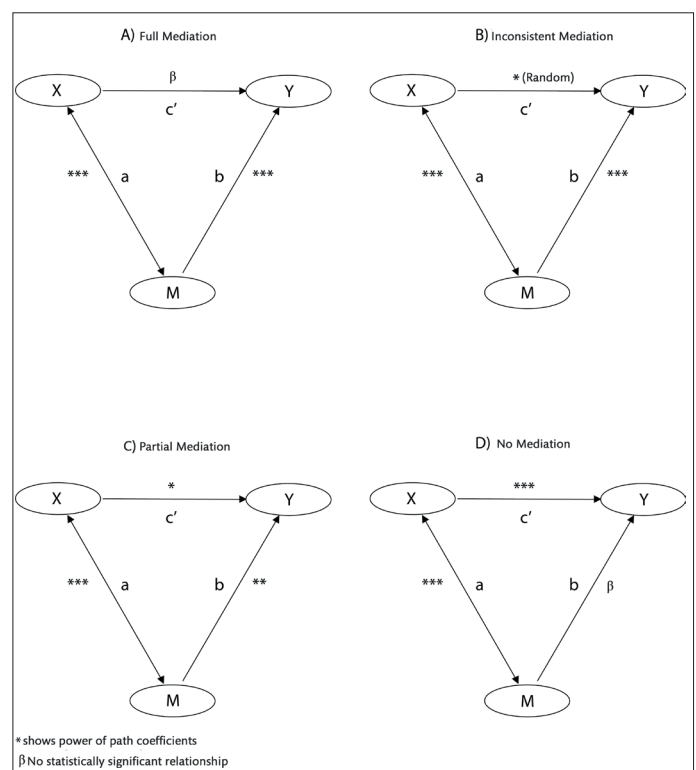 A) Full Mediation
β
X
Y
c′
*** a
b ***
M
B) Inconsistent Mediation
* (Random)
X
Y
c′
*** a
b ***
M
C) Partial Mediation
*
X
Y
c′
*** a
b **
M
D) No Mediation
***
X
Y
c′
*** a
b β
M
* shows power of path coefficients
β No statistically significant relationship